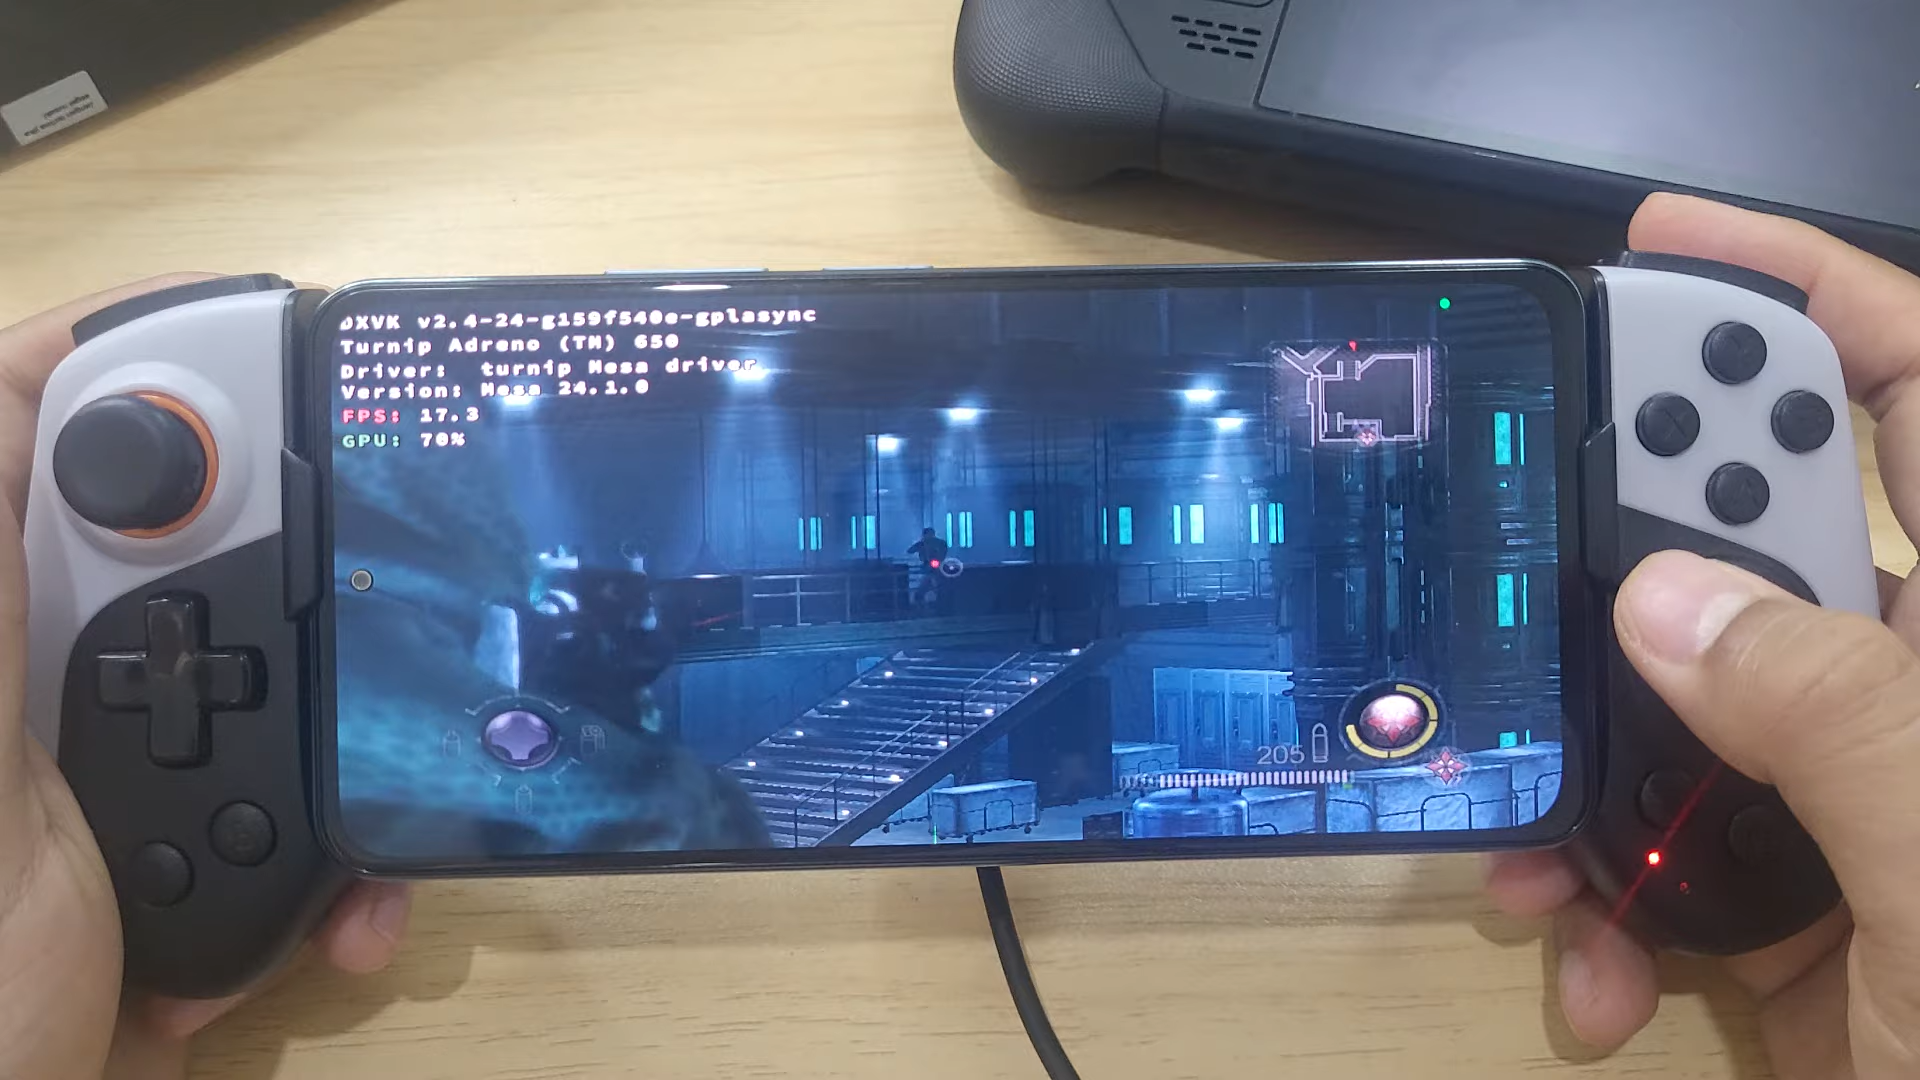 DXVK v2.4-24-g159f540e-gplasync
Turnip Adreno (TM) 650
Driver: turnip Mesa driver
Version: Mesa 24.1.0
FPS: 17.3
GPU: 70%
205